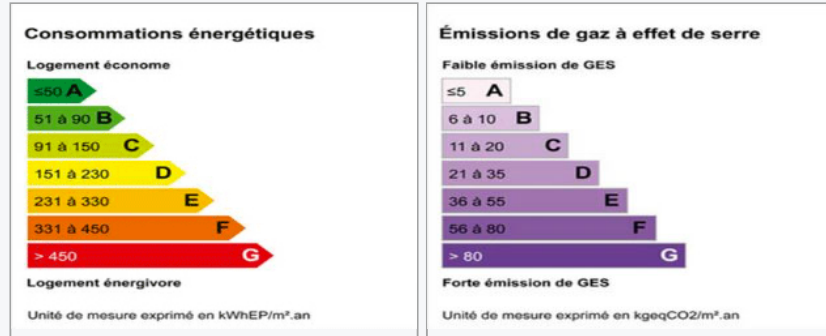 Consommations énergétiques
Logement économe
≤50 A
51 à 90 B
91 à 150 C
151 à 230 D
231 à 330 E
331 à 450 F
> 450 G
Logement énergivore
Unité de mesure exprimé en kWhEP/m².an
Émissions de gaz à effet de serre
Faible émission de GES
≤5 A
6 à 10 B
11 à 20 C
21 à 35 D
36 à 55 E
56 à 80 F
> 80 G
Forte émission de GES
Unité de mesure exprimé en kgeqCO2/m².an